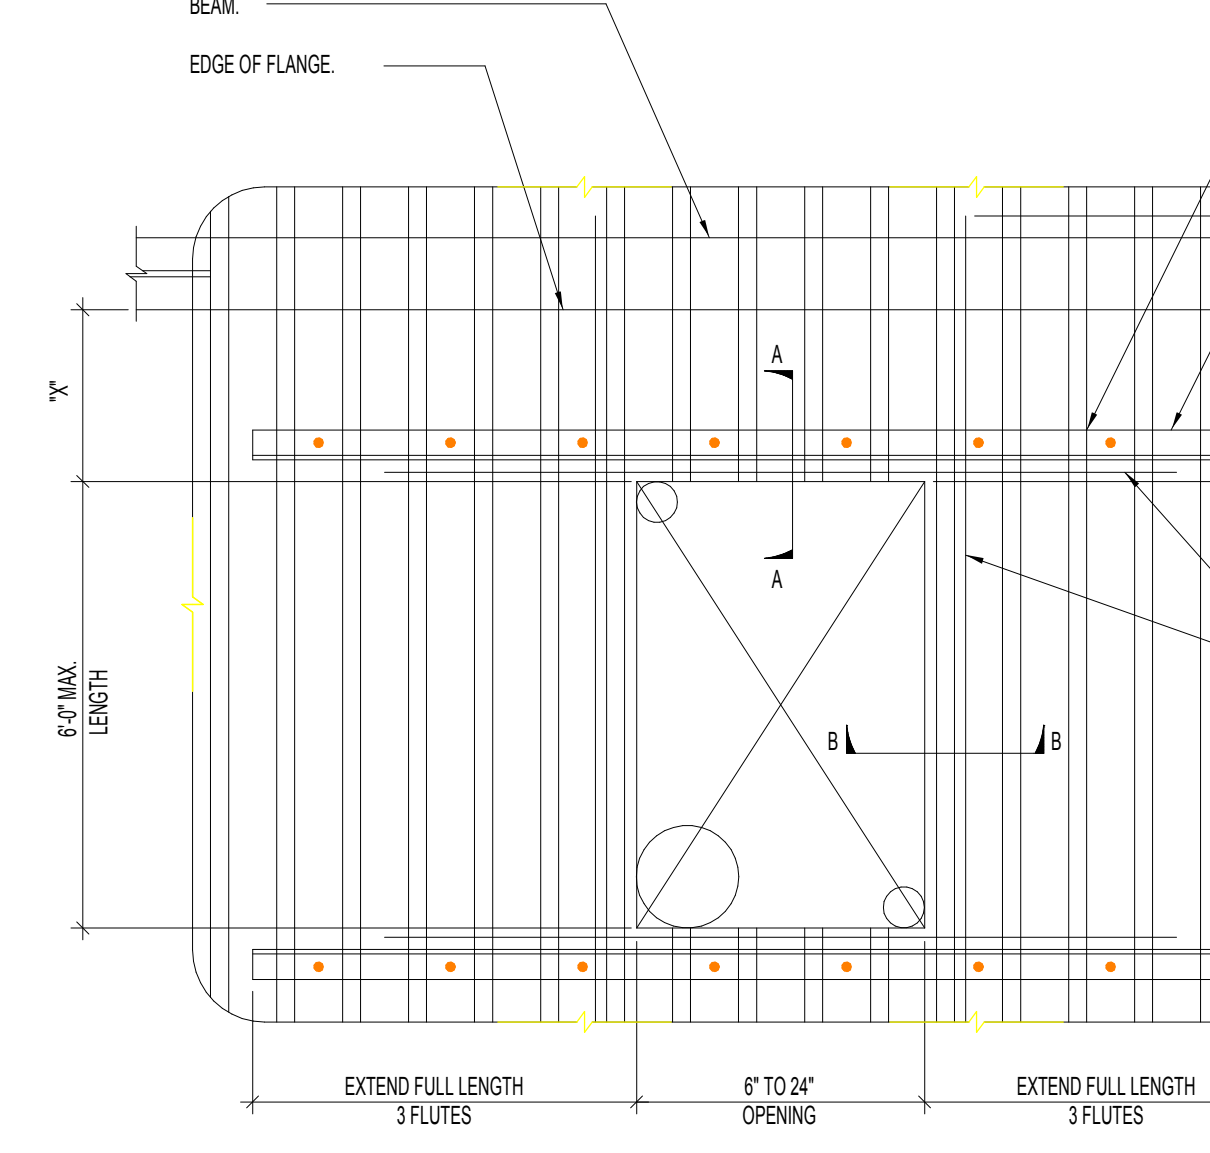 BEAM.
EDGE OF FLANGE.
A
"X"
A
6'-0" MAX.
LENGTH
B
B
EXTEND FULL LENGTH
3 FLUTES
6" TO 24"
OPENING
EXTEND FULL LENGTH
3 FLUTES